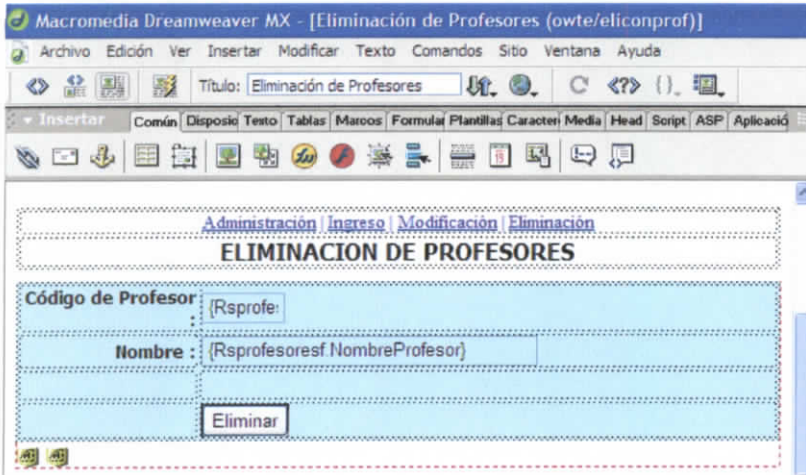 Macromedia Dreamweaver MX - [Eliminación de Profesores (owte/eliconprof)]
Archivo Edición Ver Insertar Modificar Texto Comandos Sitio Ventana Ayuda
Título: Eliminación de Profesores
Insertar Común Disposic Texto Tablas Marcos Formular Plantillas Caracteri Media Head Script ASP Aplicació
Administración | Ingreso | Modificación | Eliminación
ELIMINACION DE PROFESORES
Código de Profesor : {Rsprofe
Nombre : {Rsprofesoresf.NombreProfesor}
Eliminar